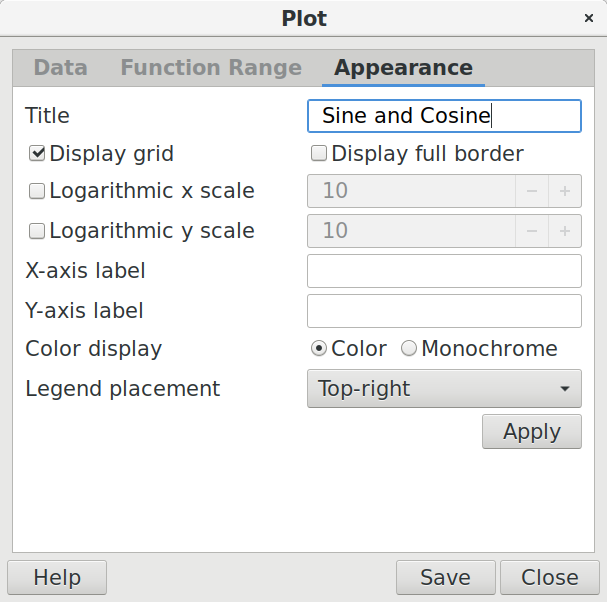 Plot
Data Function Range Appearance
Title Sine and Cosine
Display grid Display full border
Logarithmic x scale 10
Logarithmic y scale 10
X-axis label
Y-axis label
Color display Color Monochrome
Legend placement Top-right
Apply
Help Save Close